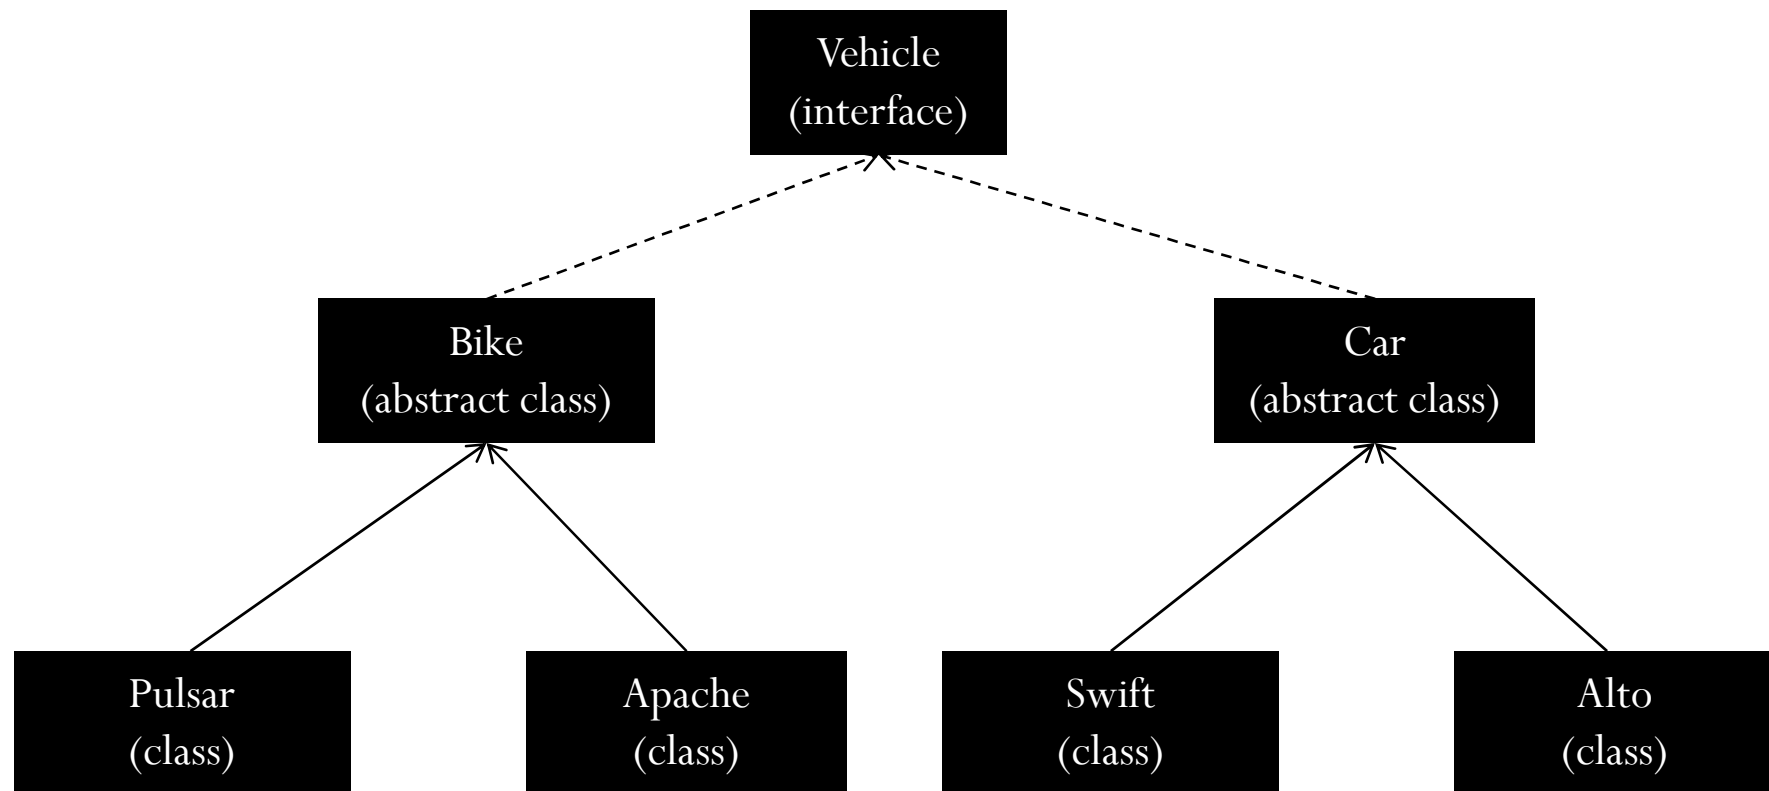 Vehicle
(interface)
Bike
(abstract class)
Car
(abstract class)
Pulsar
(class)
Apache
(class)
Swift
(class)
Alto
(class)